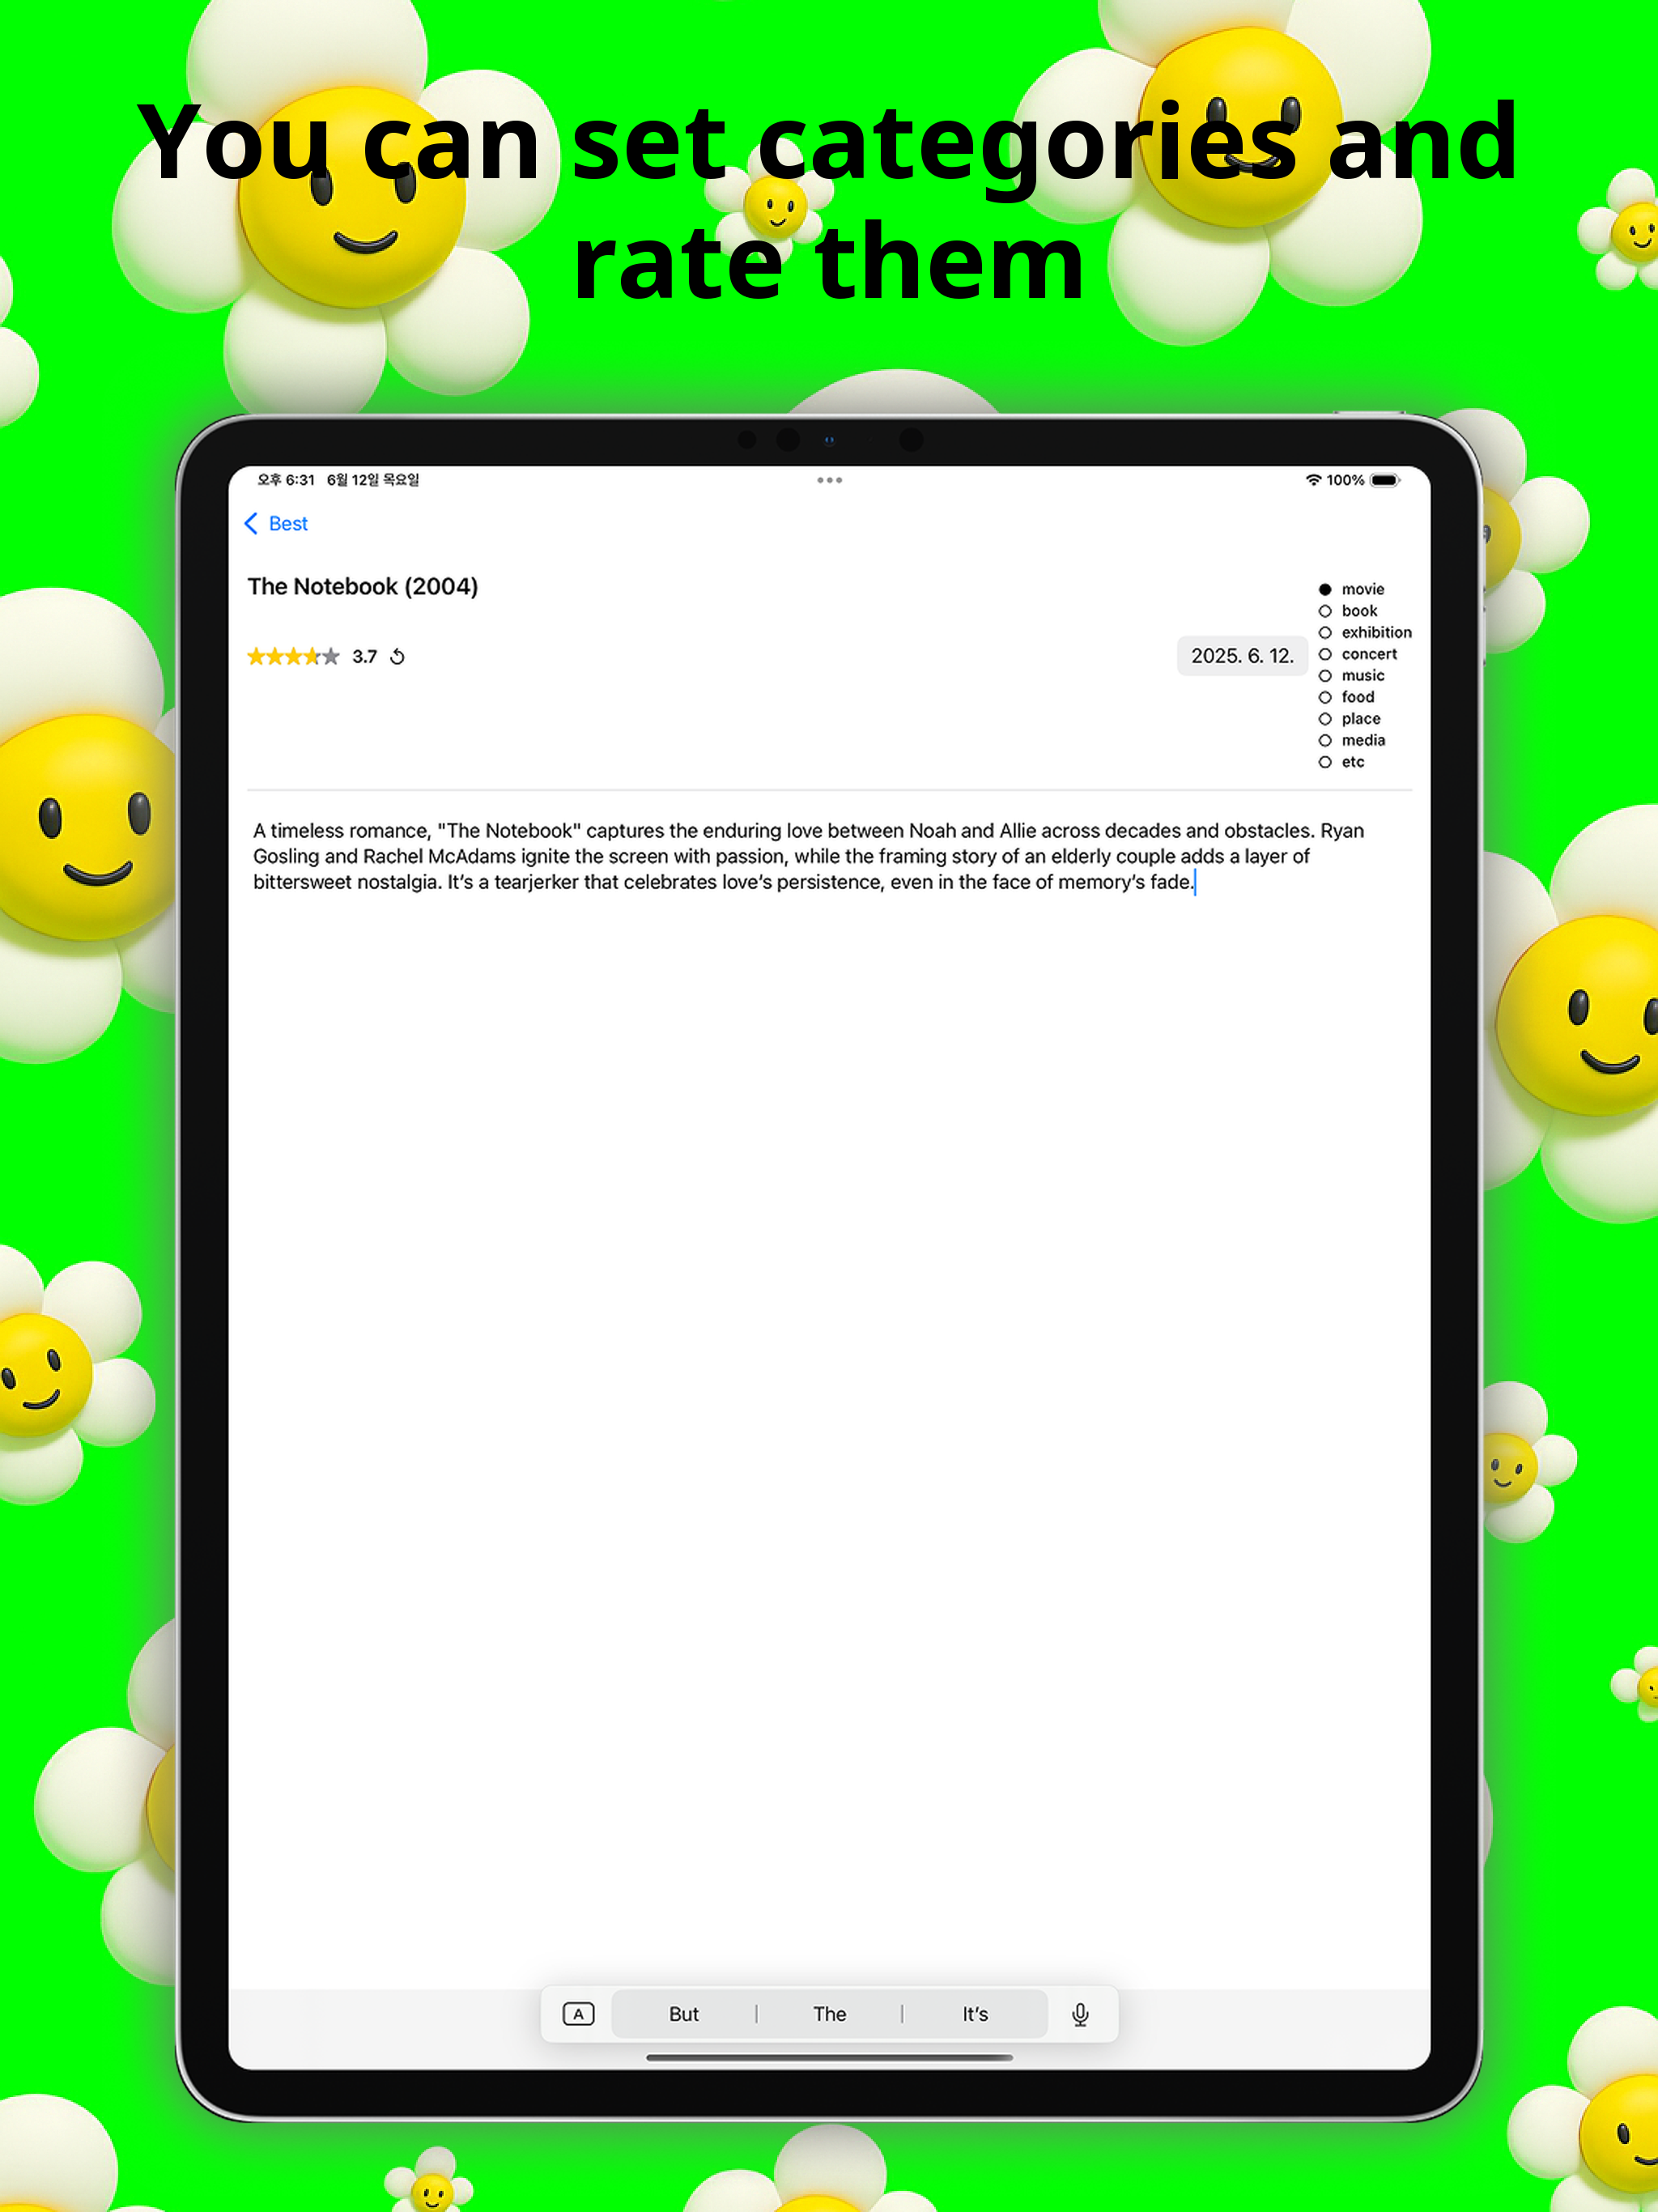 You can set categories and
rate them
오후 6:31 6월 12일 목요일
100%
Best
The Notebook (2004)
3.7
2025. 6. 12.
movie
book
exhibition
concert
music
food
place
media
etc
A timeless romance, "The Notebook" captures the enduring love between Noah and Allie across decades and obstacles. Ryan
Gosling and Rachel McAdams ignite the screen with passion, while the framing story of an elderly couple adds a layer of
bittersweet nostalgia. It’s a tearjerker that celebrates love’s persistence, even in the face of memory’s fade.
A But The It’s